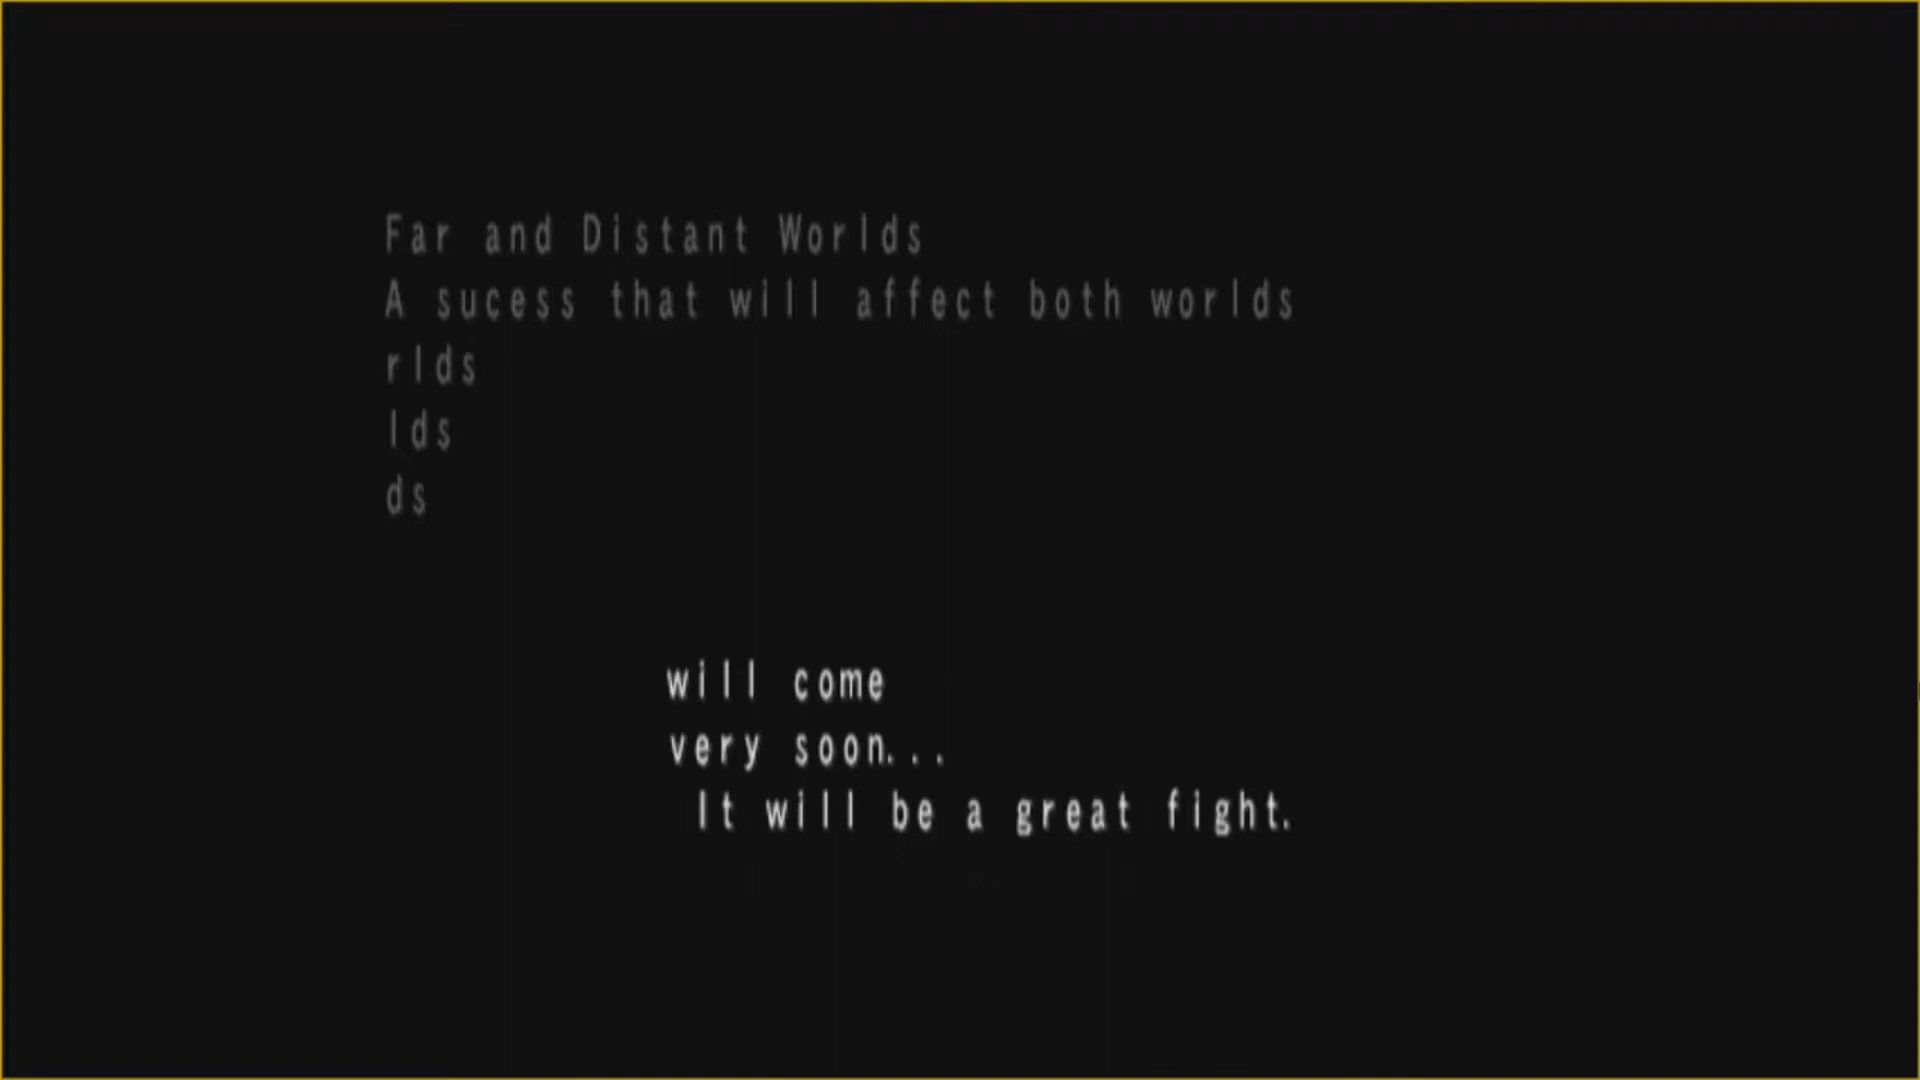 Far and Distant Worlds
A sucess that will affect both worlds
rlds
lds
ds
will come
very soon...
It will be a great fight.